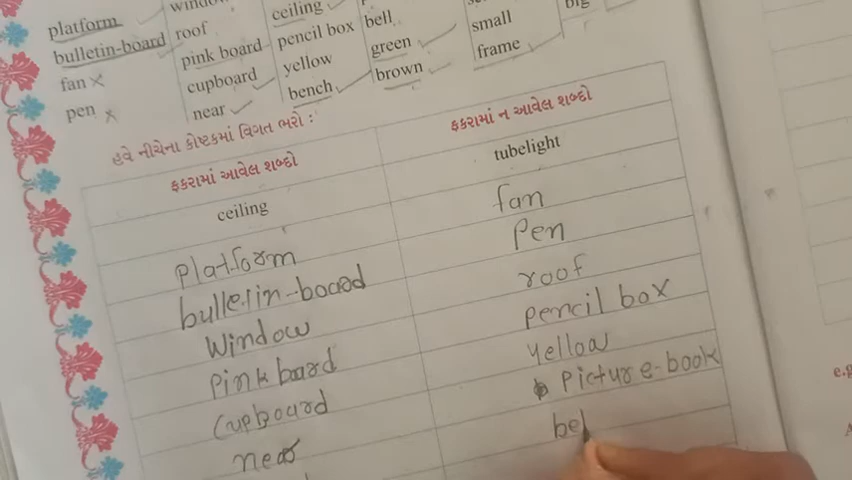 platform ceiling
bulletin-board roof pencil box bell small
fan pink board yellow green frame
pen cupboard bench brown
near
હવે નીચેના કોષ્ટકમાં વિગત ભરો :
ફકરામાં આવેલ શબ્દો ફકરામાં ન આવેલ શબ્દો
ceiling tubelight
platform fan
bulletin-board pen
window roof
pink board pencil box
cupboard yellow
near picture-book
bel
e.g